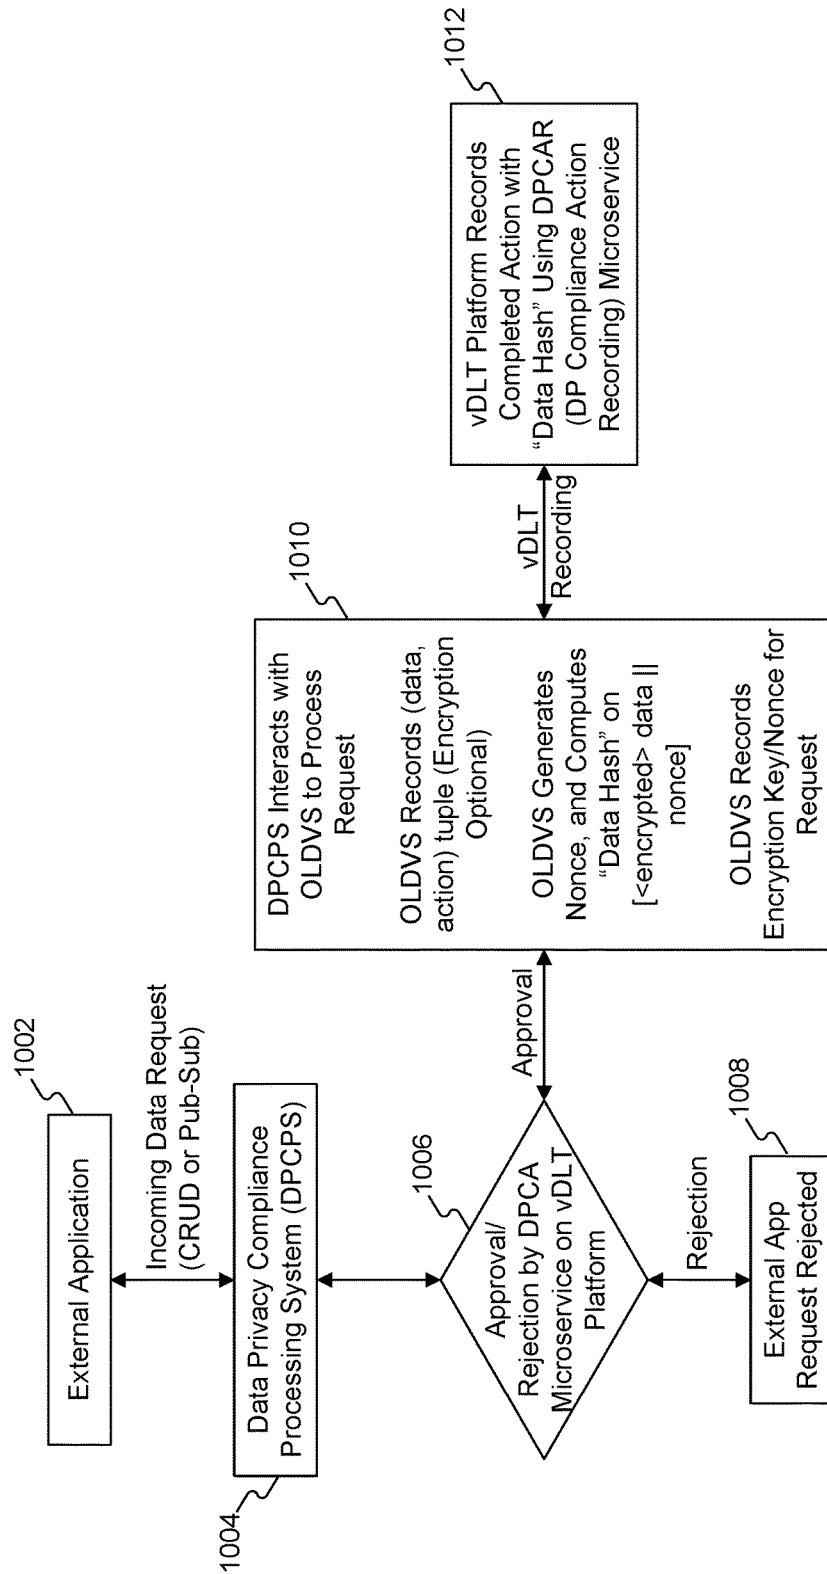 1002
External Application
Incoming Data Request
(CRUD or Pub-Sub)
1004
Data Privacy Compliance
Processing System (DPCPS)
1006
Approval/
Rejection by DPCA
Microservice on vDLT
Platform
Rejection
1008
External App
Request Rejected
Approval
1010
DPCPS Interacts with
OLDVS to Process
Request
OLDVS Records (data,
action) tuple (Encryption
Optional)
OLDVS Generates
Nonce, and Computes
“Data Hash” on
[<encrypted> data ||
nonce]
OLDVS Records
Encryption Key/Nonce for
Request
vDLT
Recording
1012
vDLT Platform Records
Completed Action with
“Data Hash” Using DPCAR
(DP Compliance Action
Recording) Microservice